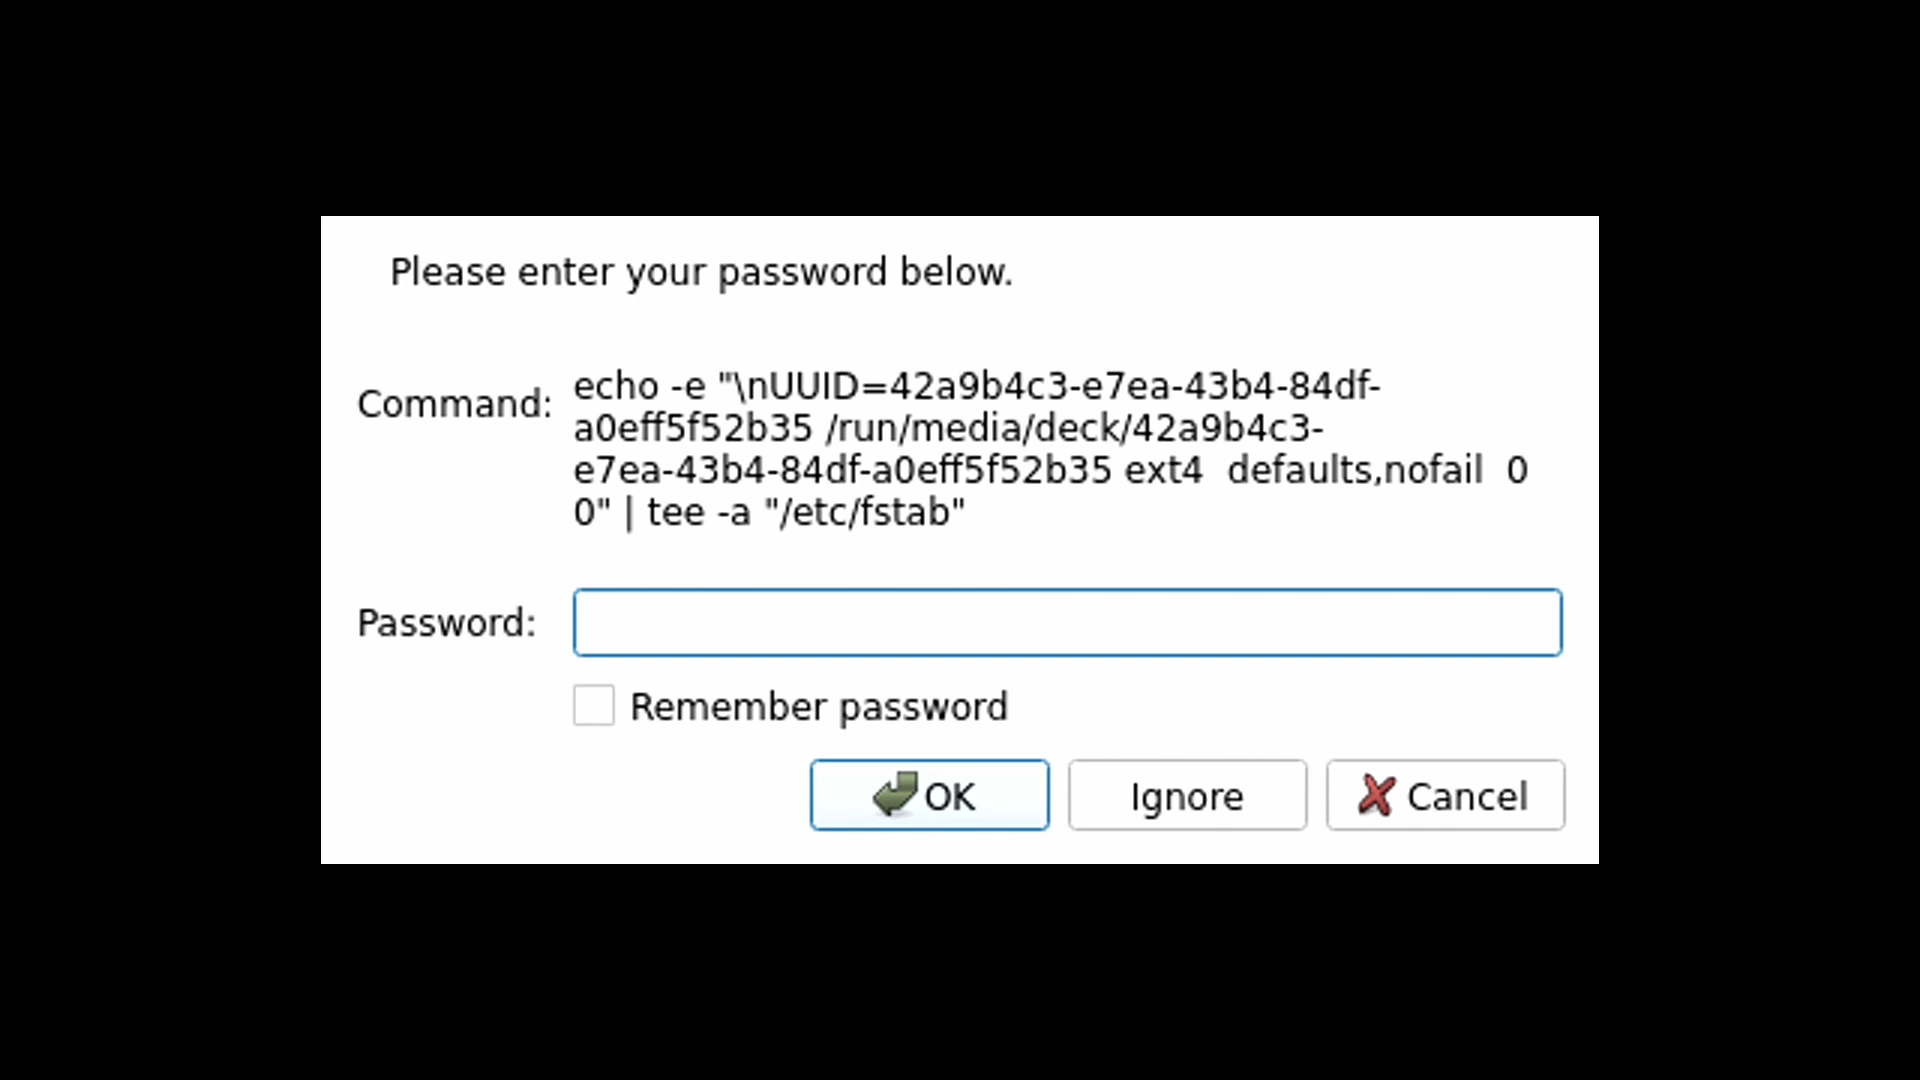 Please enter your password below.
Command:
echo -e "\nUUID=42a9b4c3-e7ea-43b4-84df-
a0eff5f52b35 /run/media/deck/42a9b4c3-
e7ea-43b4-84df-a0eff5f52b35 ext4  defaults,nofail  0
0" | tee -a "/etc/fstab"
Password:
Remember password
OK
Ignore
Cancel